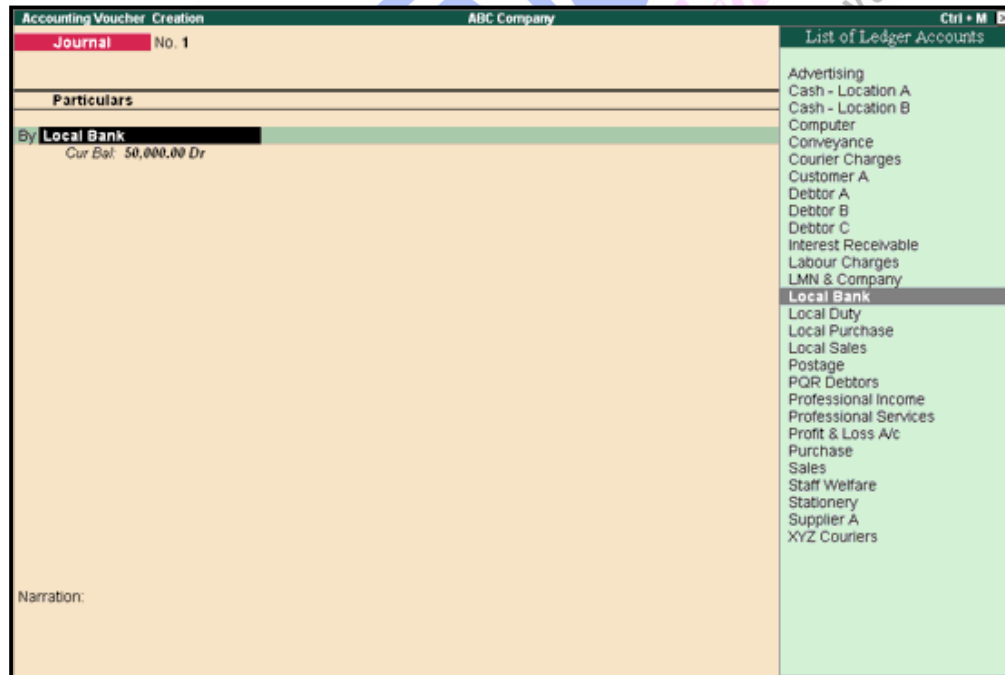 Accounting Voucher Creation ABC Company Ctrl + M
Journal No. 1
Particulars
By Local Bank
Cur Bal: 50,000.00 Dr
Narration:
List of Ledger Accounts
Advertising
Cash - Location A
Cash - Location B
Computer
Conveyance
Courier Charges
Customer A
Debtor A
Debtor B
Debtor C
Interest Receivable
Labour Charges
LMN & Company
Local Bank
Local Duty
Local Purchase
Local Sales
Postage
PQR Debtors
Professional Income
Professional Services
Profit & Loss A/c
Purchase
Sales
Staff Welfare
Stationery
Supplier A
XYZ Couriers